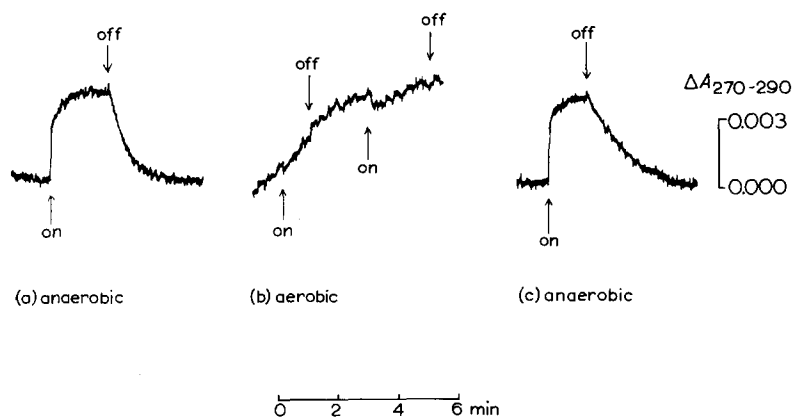 off
off
off
off
ΔA270-290
0.003
0.000
on
on
on
on
(a) anaerobic
(b) aerobic
(c) anaerobic
0 2 4 6 min